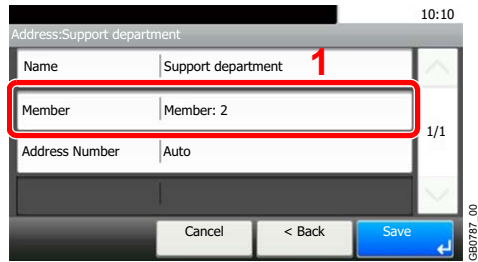 10:10
Address:Support department
Name Support department 1
Member Member: 2
1/1
Address Number Auto
Cancel < Back Save
GB0787_00